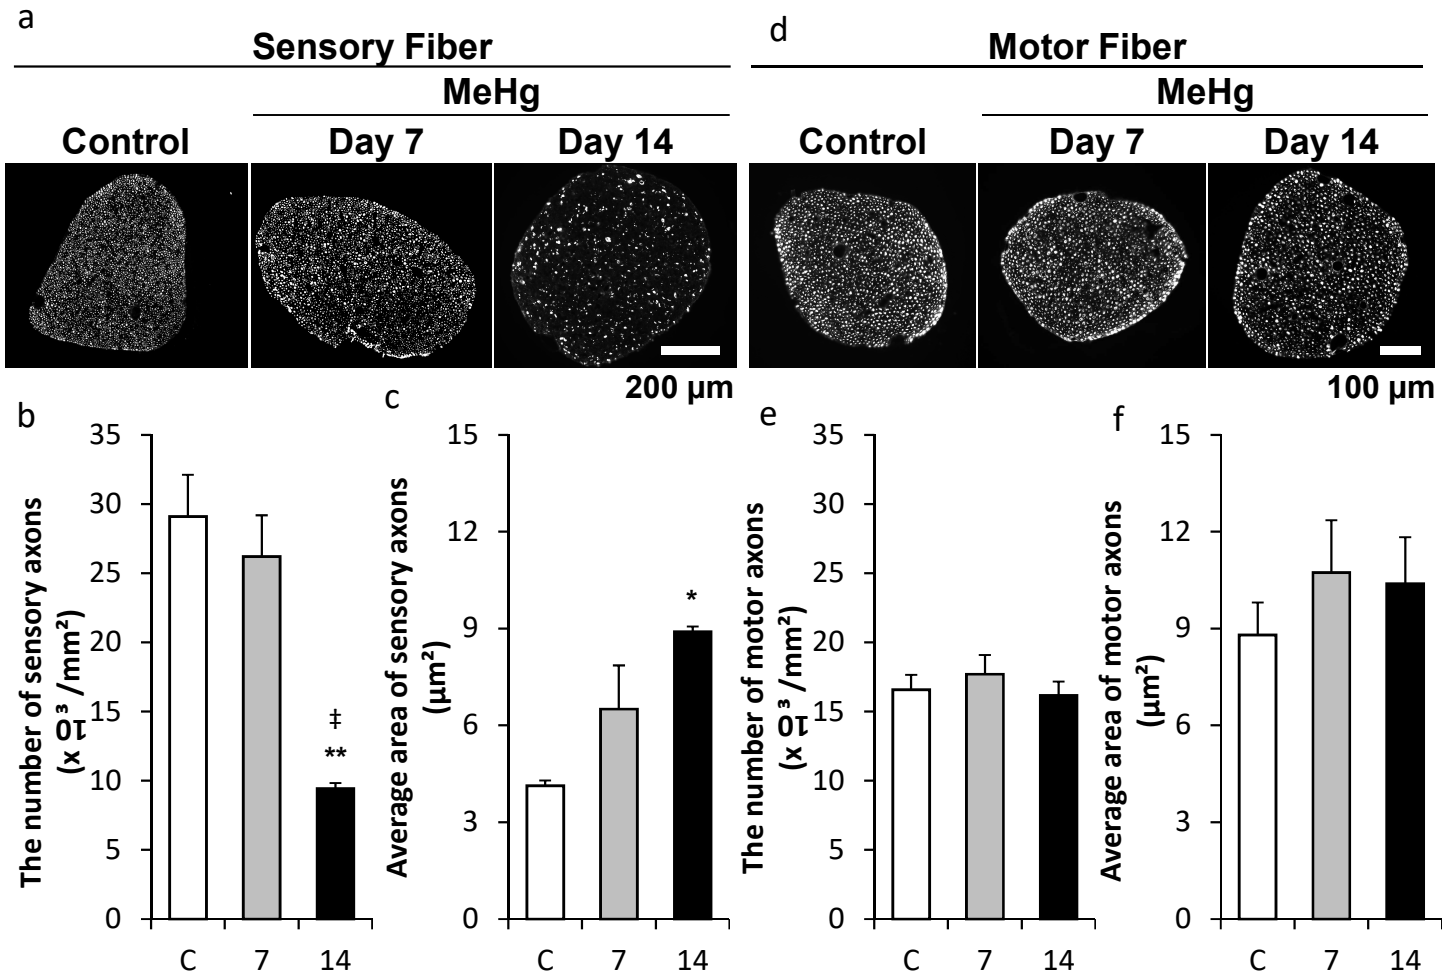 a
Sensory Fiber
MeHg
Control Day 7 Day 14
200 µm
d
Motor Fiber
MeHg
Control Day 7 Day 14
100 µm
b
The number of sensory axons
(x 10³ /mm²)
35
30
25
20
15
10
5
0
‡
**
C 7 14
c
Average area of sensory axons
(µm²)
15
12
9
6
3
0
*
C 7 14
e
The number of motor axons
(x 10³ /mm²)
35
30
25
20
15
10
5
0
C 7 14
f
Average area of motor axons
(µm²)
15
12
9
6
3
0
C 7 14